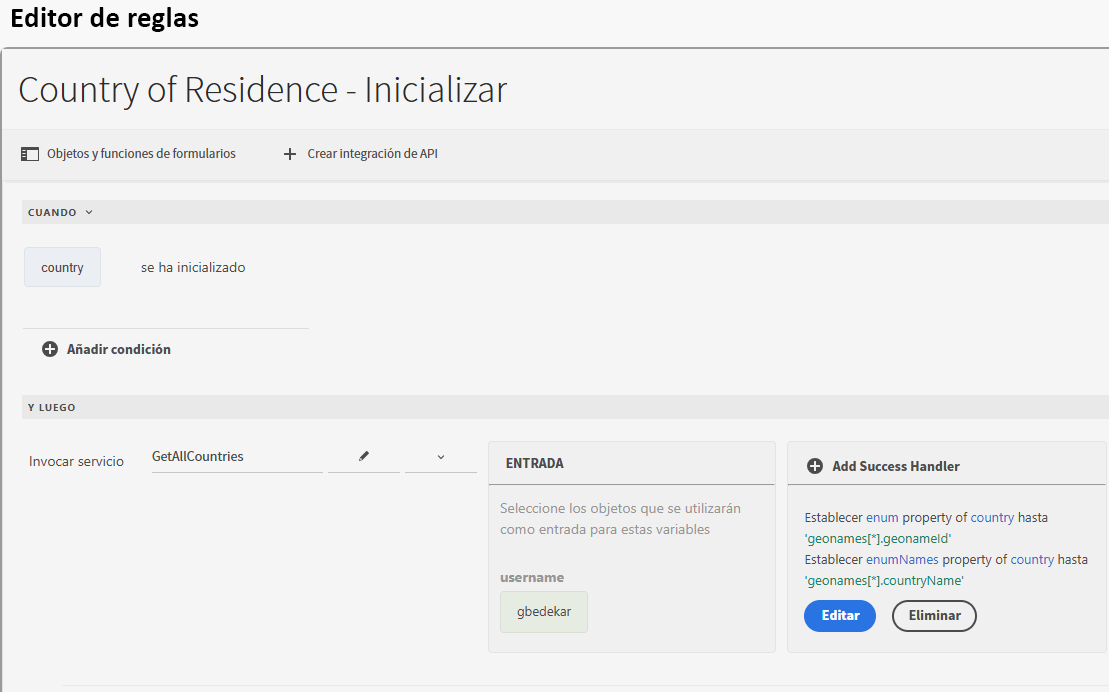 Editor de reglas
Country of Residence - Inicializar
Objetos y funciones de formularios
Crear integración de API
CUANDO
country
se ha inicializado
Añadir condición
Y LUEGO
Invocar servicio
GetAllCountries
ENTRADA
Seleccione los objetos que se utilizarán
como entrada para estas variables
username
gbedekar
Add Success Handler
Establecer enum property of country hasta
'geonames[*].geonameId'
Establecer enumNames property of country hasta
'geonames[*].countryName'
Editar
Eliminar